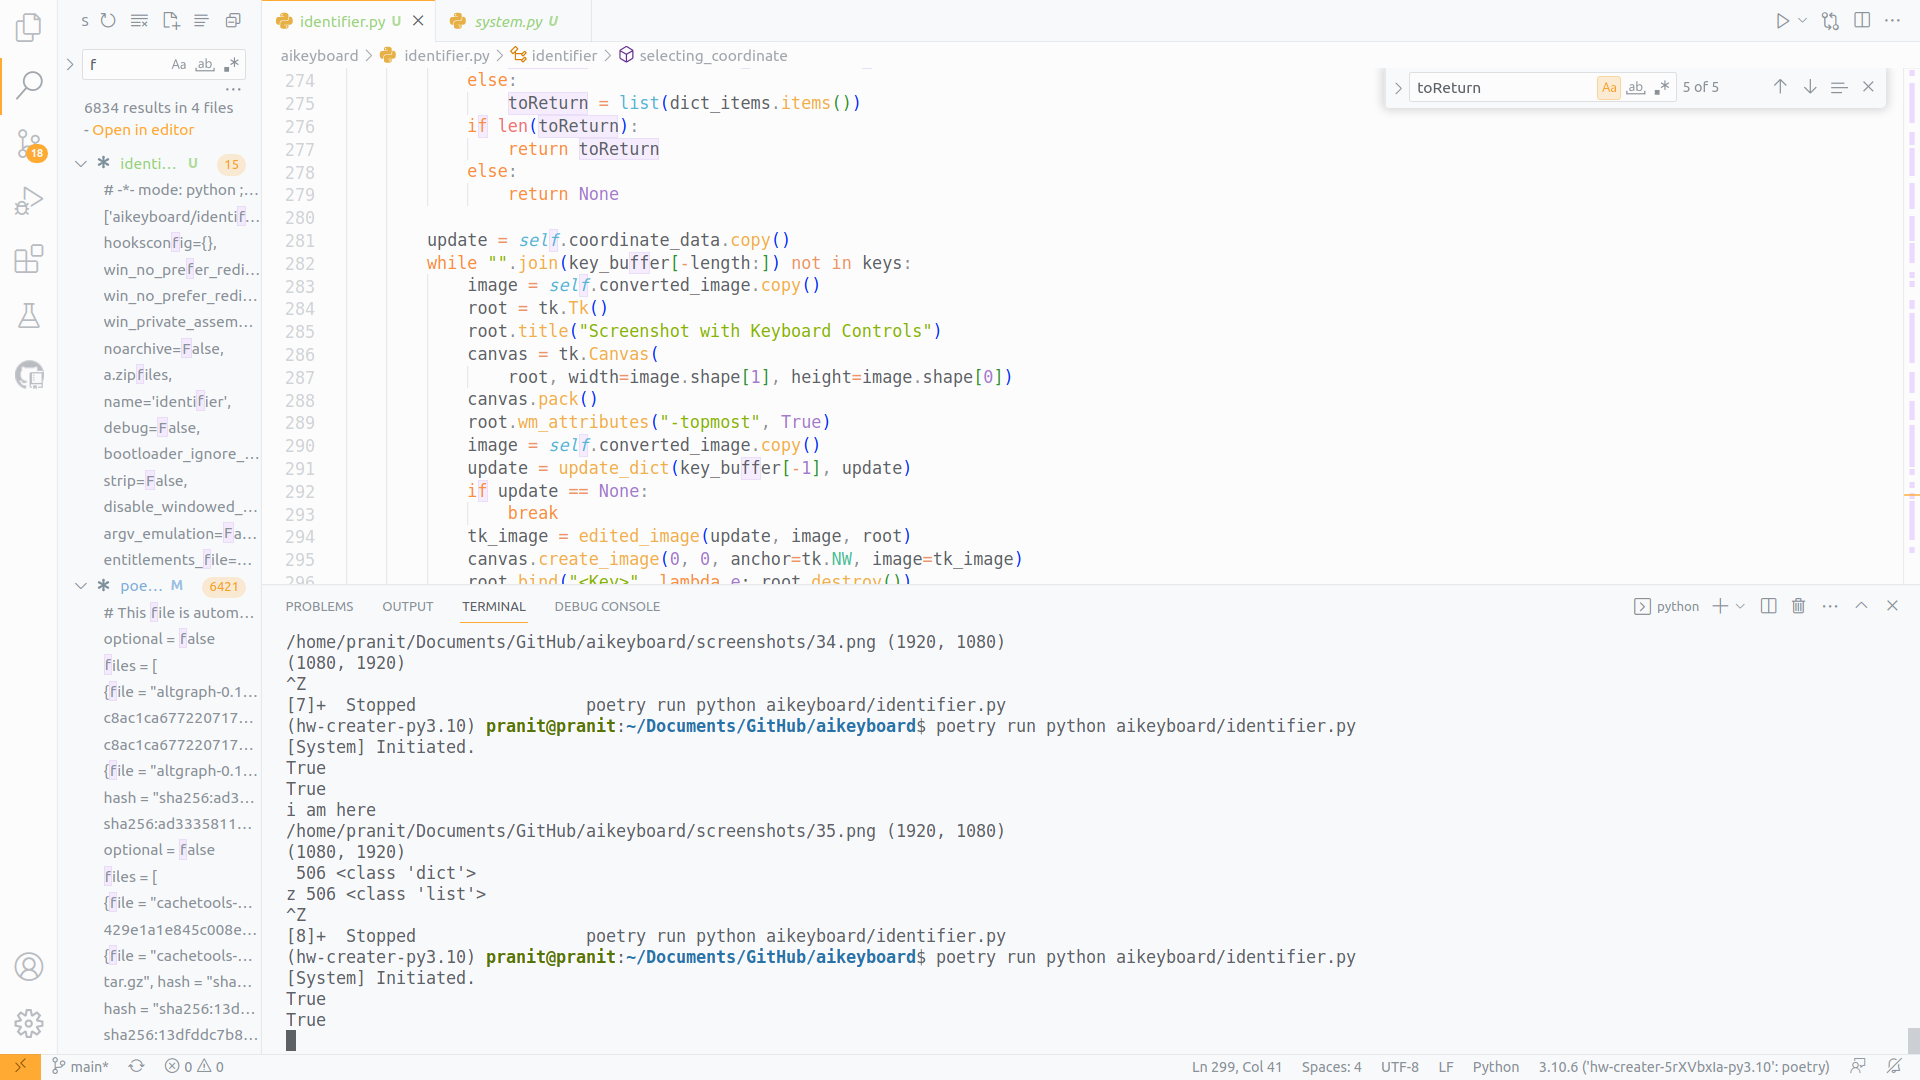 s
f
Aa
ab
6834 results in 4 files
- Open in editor
identi... U 15
# -*- mode: python ;...
['aikeyboard/identif...
hooksconfig={},
win_no_prefer_redi...
win_no_prefer_redi...
win_private_assem...
noarchive=False,
a.zipfiles,
name='identifier',
debug=False,
bootloader_ignore_...
strip=False,
disable_windowed_...
argv_emulation=Fa...
entitlements_file=...
poe... M 6421
# This file is autom...
optional = false
files = [
{file = "altgraph-0.1...
c8ac1ca677220717...
c8ac1ca677220717...
{file = "altgraph-0.1...
hash = "sha256:ad3...
sha256:ad3335811...
optional = false
files = [
{file = "cachetools-...
429e1a1e845c008e...
{file = "cachetools-...
tar.gz", hash = "sha...
hash = "sha256:13d...
sha256:13dfddc7b8...
18
identifier.py U
system.py U
aikeyboard > identifier.py > identifier > selecting_coordinate
toReturn
Aa
ab
5 of 5
274 else:
275 toReturn = list(dict_items.items())
276 if len(toReturn):
277 return toReturn
278 else:
279 return None
280
281 update = self.coordinate_data.copy()
282 while "".join(key_buffer[-length:]) not in keys:
283 image = self.converted_image.copy()
284 root = tk.Tk()
285 root.title("Screenshot with Keyboard Controls")
286 canvas = tk.Canvas(
287 root, width=image.shape[1], height=image.shape[0])
288 canvas.pack()
289 root.wm_attributes("-topmost", True)
290 image = self.converted_image.copy()
291 update = update_dict(key_buffer[-1], update)
292 if update == None:
293 break
294 tk_image = edited_image(update, image, root)
295 canvas.create_image(0, 0, anchor=tk.NW, image=tk_image)
296 root.bind("<Key>", lambda e: root.destroy())
PROBLEMS OUTPUT TERMINAL DEBUG CONSOLE
python
/home/pranit/Documents/GitHub/aikeyboard/screenshots/34.png (1920, 1080)
(1080, 1920)
^Z
[7]+  Stopped                 poetry run python aikeyboard/identifier.py
(hw-creater-py3.10) pranit@pranit:~/Documents/GitHub/aikeyboard$ poetry run python aikeyboard/identifier.py
[System] Initiated.
True
True
i am here
/home/pranit/Documents/GitHub/aikeyboard/screenshots/35.png (1920, 1080)
(1080, 1920)
506 <class 'dict'>
z 506 <class 'list'>
^Z
[8]+  Stopped                 poetry run python aikeyboard/identifier.py
(hw-creater-py3.10) pranit@pranit:~/Documents/GitHub/aikeyboard$ poetry run python aikeyboard/identifier.py
[System] Initiated.
True
True
main*
0 0
Ln 299, Col 41
Spaces: 4
UTF-8
LF
Python
3.10.6 ('hw-creater-5rXVbxIa-py3.10': poetry)